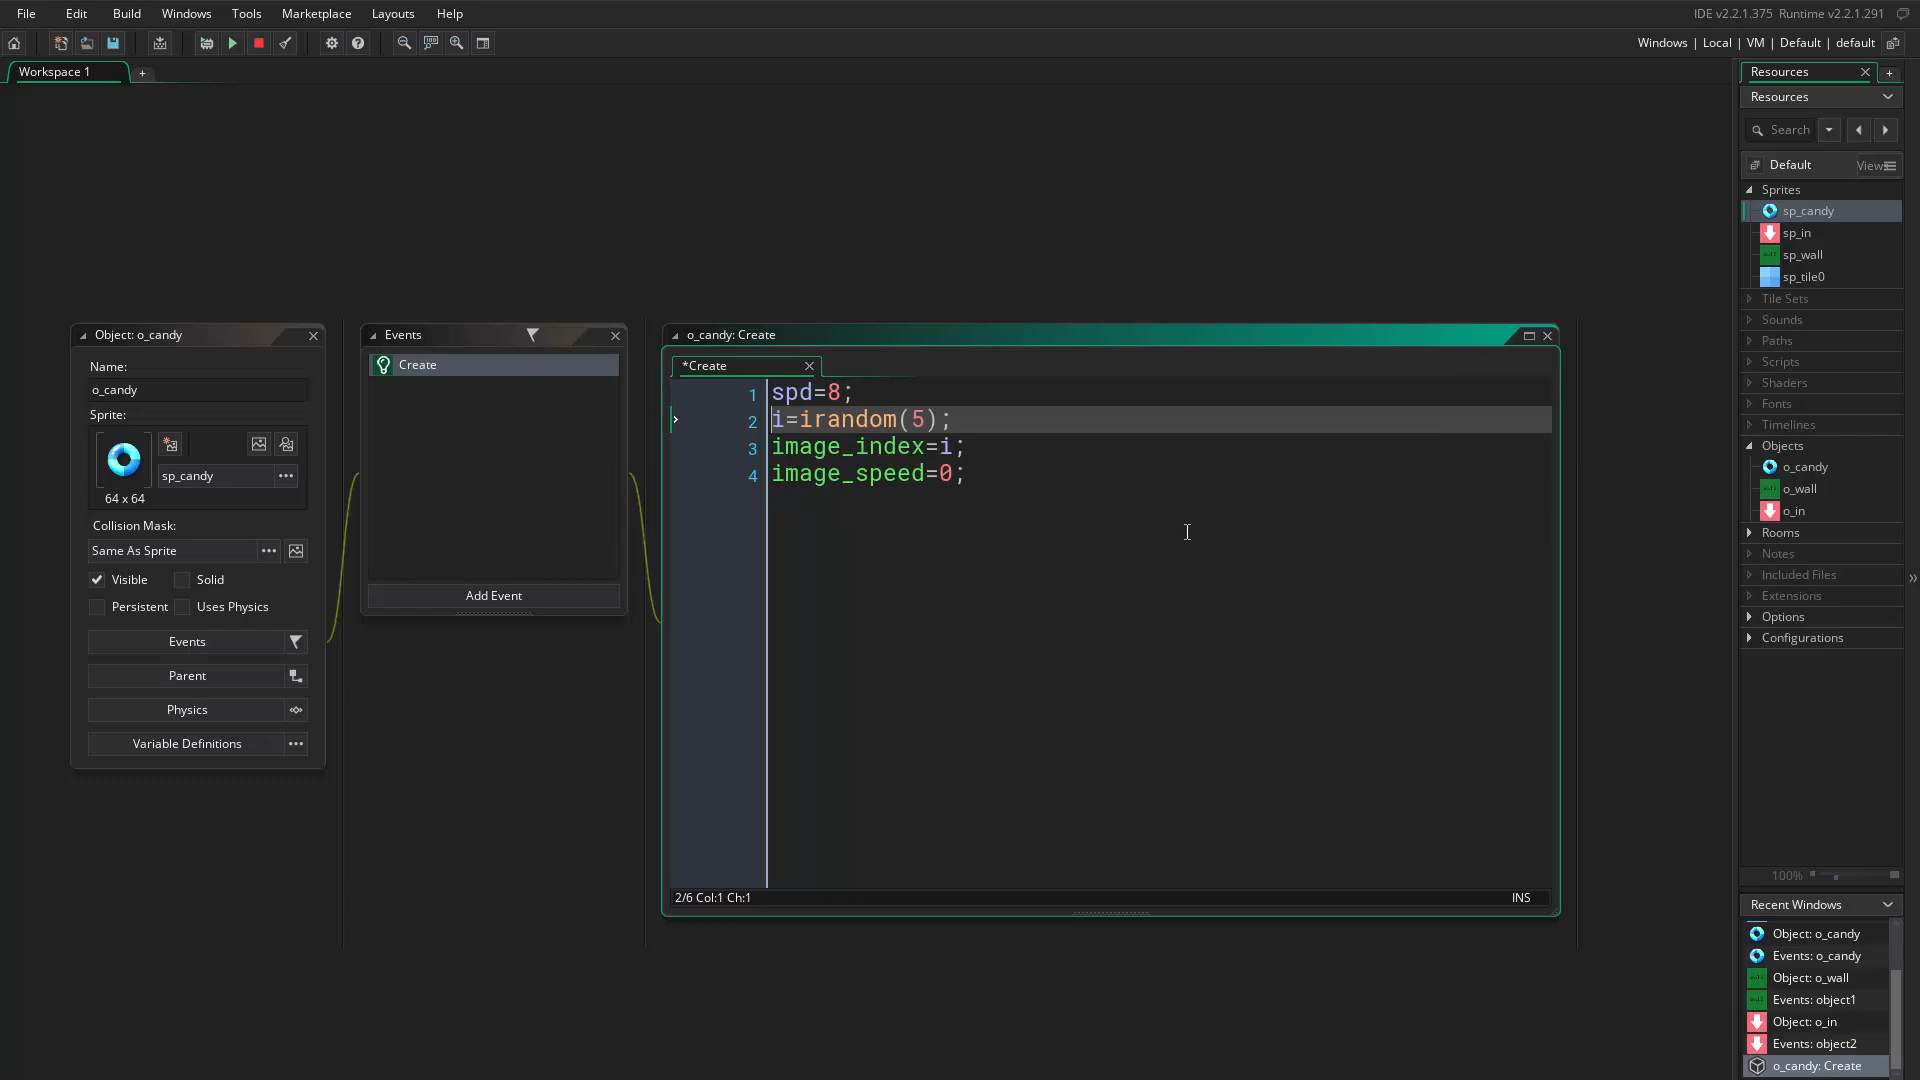 File Edit Build Windows Tools Marketplace Layouts Help
IDE v2.2.1.375 Runtime v2.2.1.291
Windows | Local | VM | Default | default
Workspace 1
+
Resources
+
Resources
Search
Default
View
Sprites
sp_candy
sp_in
sp_wall
sp_tile0
Tile Sets
Sounds
Paths
Scripts
Shaders
Fonts
Timelines
Objects
o_candy
o_wall
o_in
Rooms
Notes
Included Files
Extensions
Options
Configurations
100%
Recent Windows
Object: o_candy
Events: o_candy
Object: o_wall
Events: object1
Object: o_in
Events: object2
o_candy: Create
Object: o_candy
Name:
o_candy
Sprite:
sp_candy
64 x 64
Collision Mask:
Same As Sprite
Visible Solid
Persistent Uses Physics
Events
Parent
Physics
Variable Definitions
Events
Create
Add Event
o_candy: Create
*Create
1 spd=8;
2 i=irandom(5);
3 image_index=i;
4 image_speed=0;
2/6 Col:1 Ch:1
INS